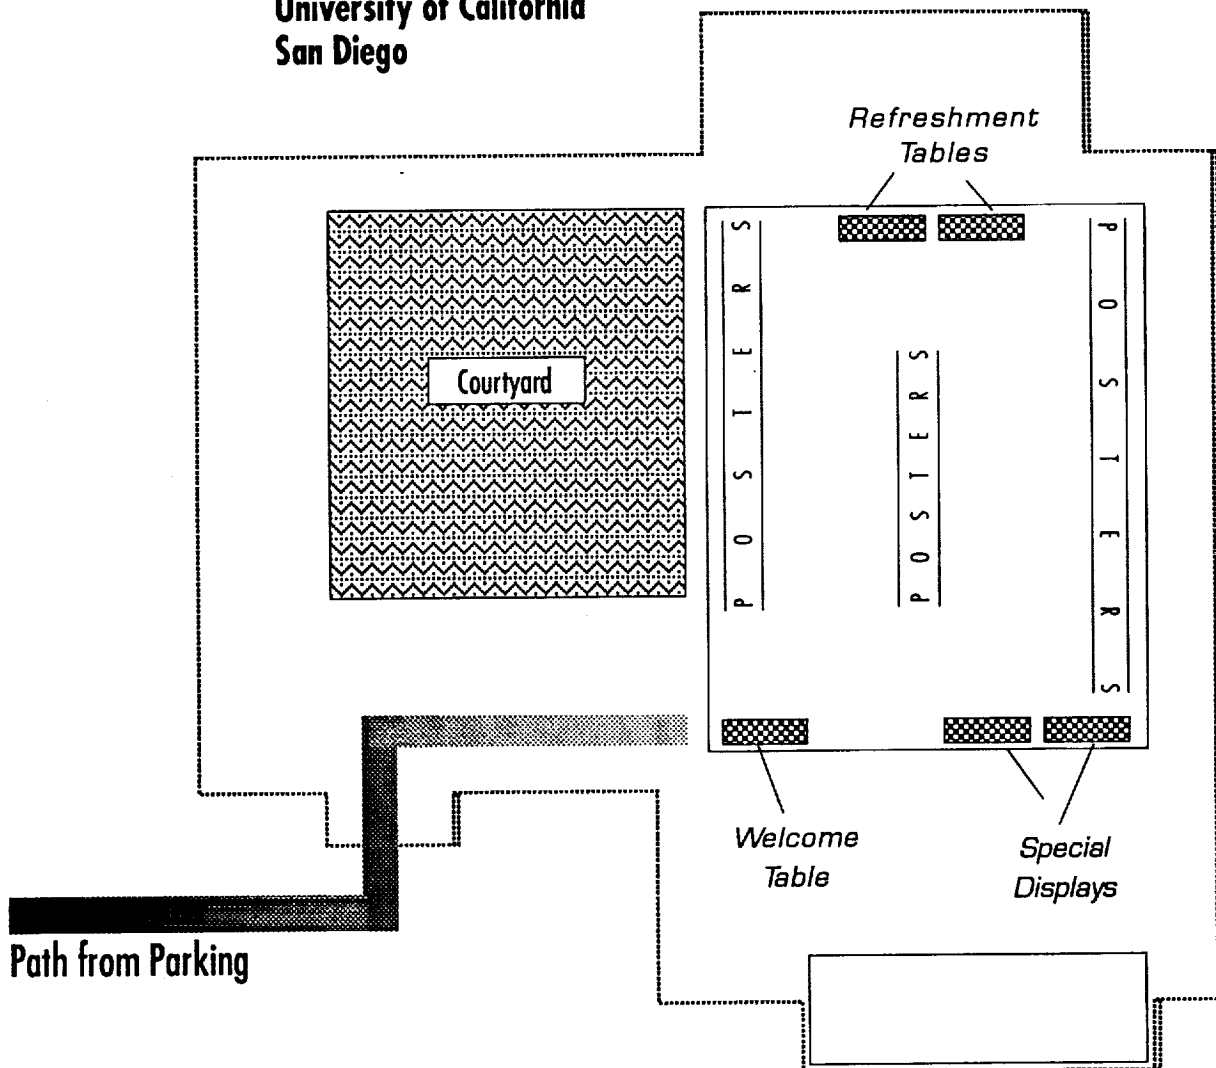 University of California
San Diego
Refreshment
Tables
POSTERS
POSTERS
POSTERS
Courtyard
Welcome
Table
Special
Displays
Path from Parking